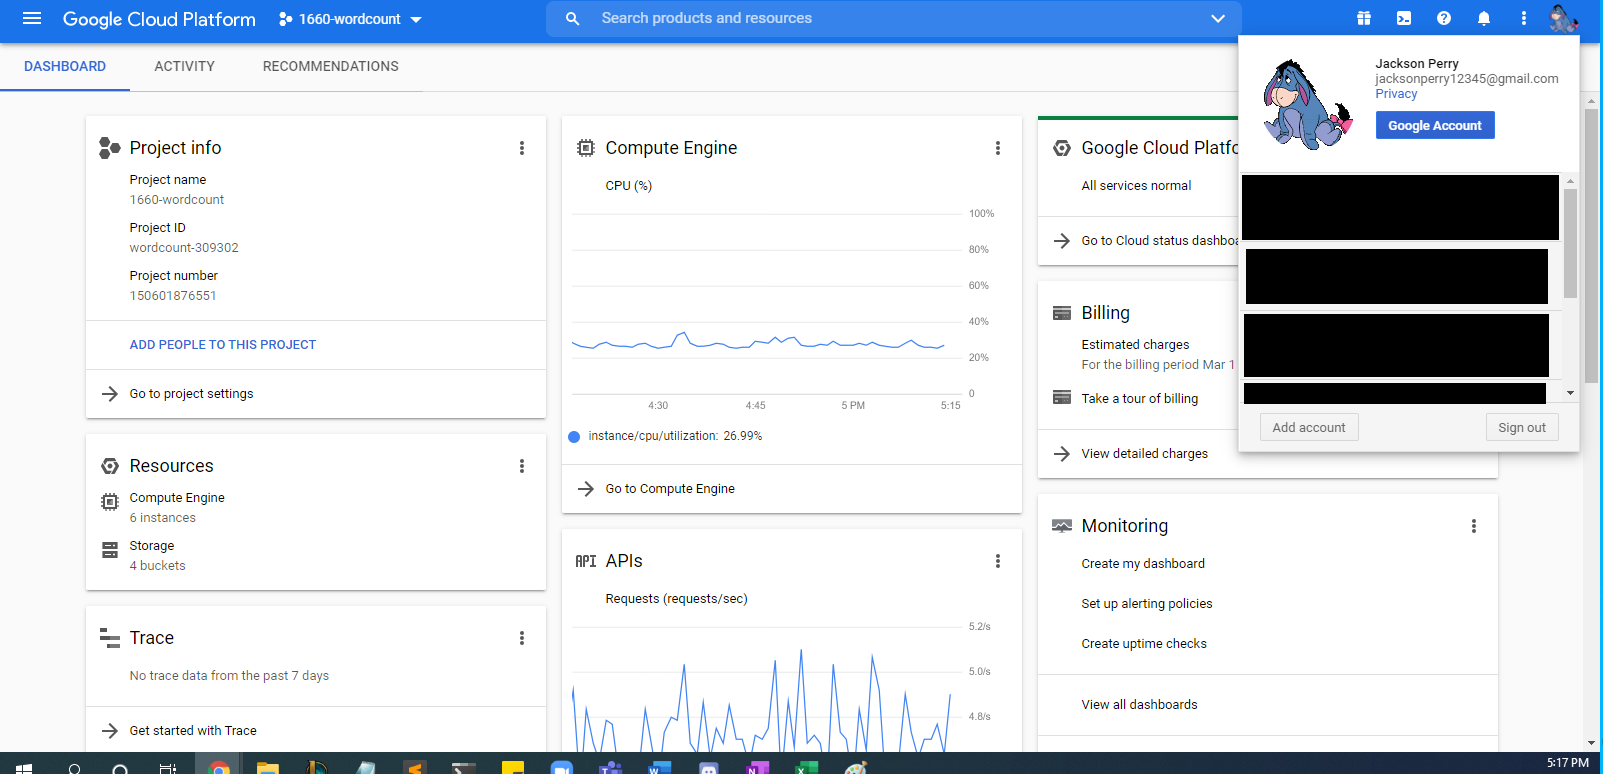 Google Cloud Platform
1660-wordcount
Search products and resources
DASHBOARD
ACTIVITY
RECOMMENDATIONS
Jackson Perry
jacksonperry12345@gmail.com
Privacy
Google Account
Add account
Sign out
Project info
Project name
1660-wordcount
Project ID
wordcount-309302
Project number
150601876551
ADD PEOPLE TO THIS PROJECT
Go to project settings
Resources
Compute Engine
6 instances
Storage
4 buckets
Trace
No trace data from the past 7 days
Get started with Trace
Compute Engine
CPU (%)
100%
80%
60%
40%
20%
0
4:30 4:45 5 PM 5:15
instance/cpu/utilization: 26.99%
Go to Compute Engine
API APIs
Requests (requests/sec)
5.2/s
5.0/s
4.8/s
Google Cloud Platfo
All services normal
Go to Cloud status dashboa
Billing
Estimated charges
For the billing period Mar 1
Take a tour of billing
View detailed charges
Monitoring
Create my dashboard
Set up alerting policies
Create uptime checks
View all dashboards
5:17 PM